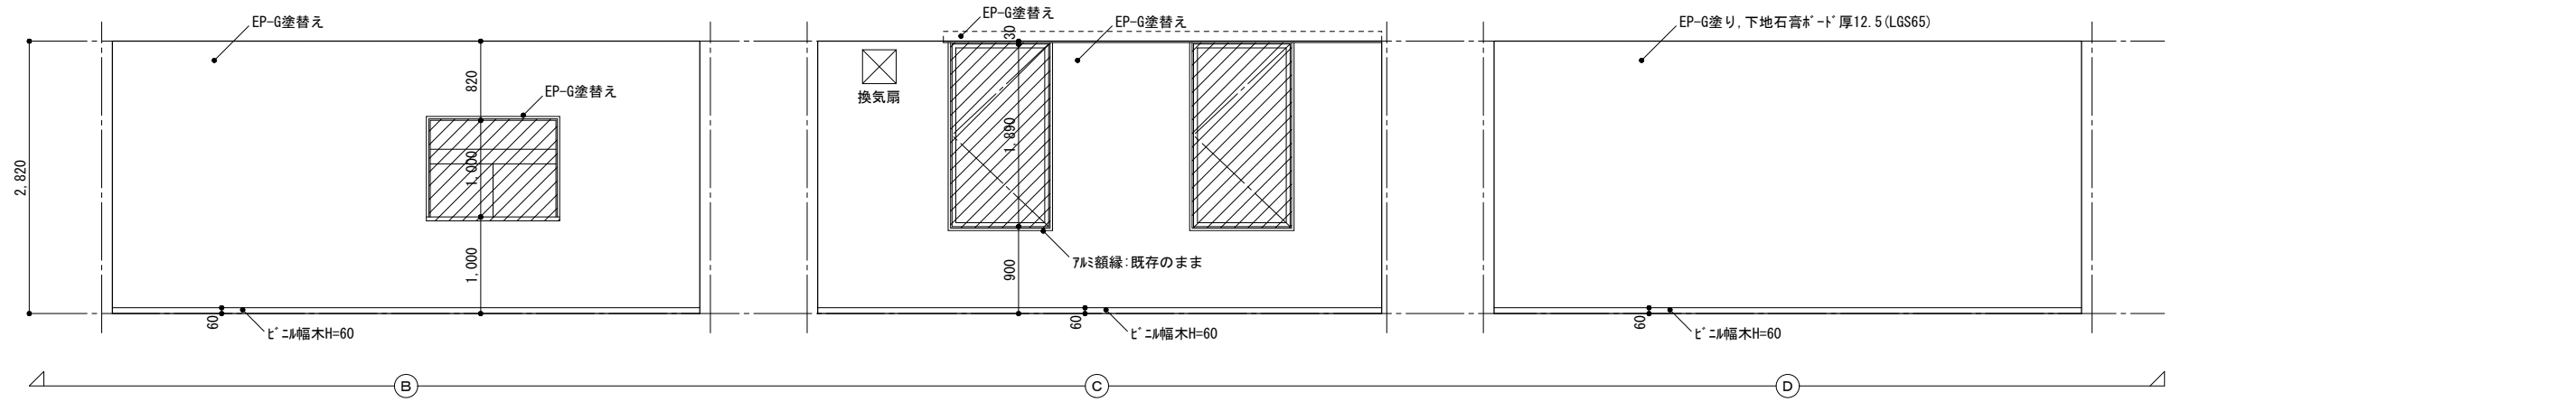 EP-G塗替え
2,820
820
EP-G塗替え
1,000
1,000
60
ﾋﾞﾆﾙ幅木H=60
EP-G塗替え
30
EP-G塗替え
換気扇
1,890
900
ｱﾙﾐ額縁:既存のまま
60
ﾋﾞﾆﾙ幅木H=60
EP-G塗り,下地石膏ﾎﾞｰﾄﾞ厚12.5(LGS65)
60
ﾋﾞﾆﾙ幅木H=60
B
C
D